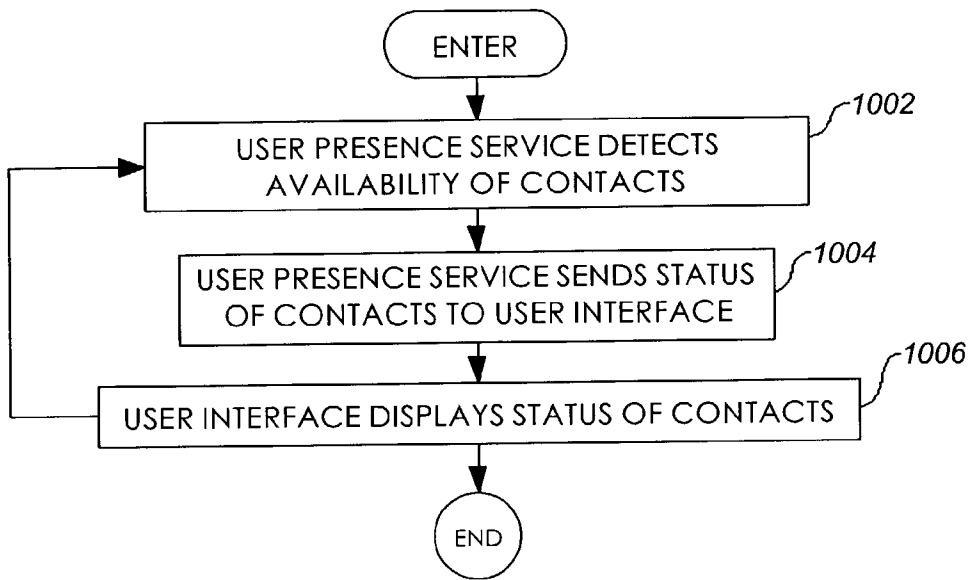 ENTER
1002
USER PRESENCE SERVICE DETECTS
AVAILABILITY OF CONTACTS
1004
USER PRESENCE SERVICE SENDS STATUS
OF CONTACTS TO USER INTERFACE
1006
USER INTERFACE DISPLAYS STATUS OF CONTACTS
END